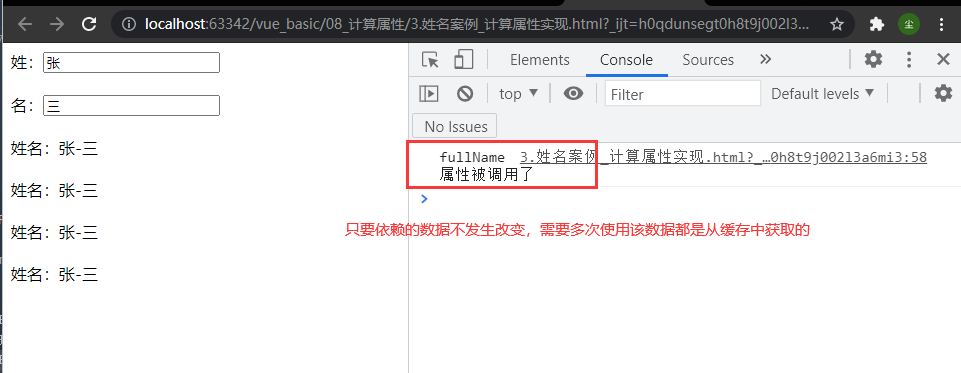 localhost:63342/vue_basic/08_计算属性/3.姓名案例_计算属性实现.html?_ijt=h0qdunsegt0h8t9j002l3...
尘
姓：张
名：三
姓名：张-三
姓名：张-三
姓名：张-三
姓名：张-三
Elements Console Sources
top Filter Default levels
No Issues
fullName 3.姓名案例_计算属性实现.html?_…0h8t9j002l3a6mi3:58
属性被调用了
只要依赖的数据不发生改变，需要多次使用该数据都是从缓存中获取的